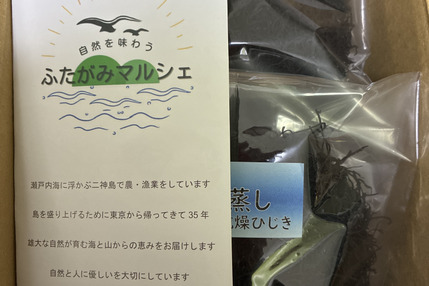 自然を味わう
ふたがみマルシェ
瀬戸内海に浮かぶ二神島で農・漁業をしています
島を盛り上げるために東京から帰ってきて35年
雄大な自然が育む海と山からの恵みをお届けします
自然と人に優しいを大切にしています
蒸し
燥ひじき